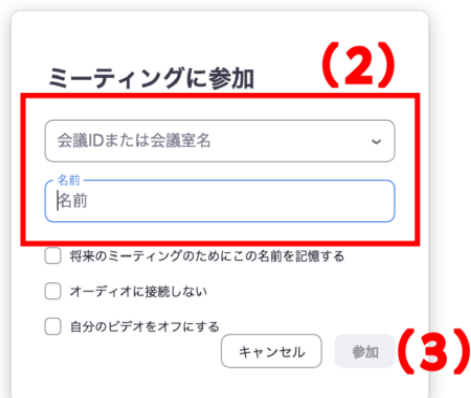 ミーティングに参加
(2)
会議IDまたは会議室名
名前
名前
将来のミーティングのためにこの名前を記憶する
オーディオに接続しない
自分のビデオをオフにする
キャンセル
参加
(3)